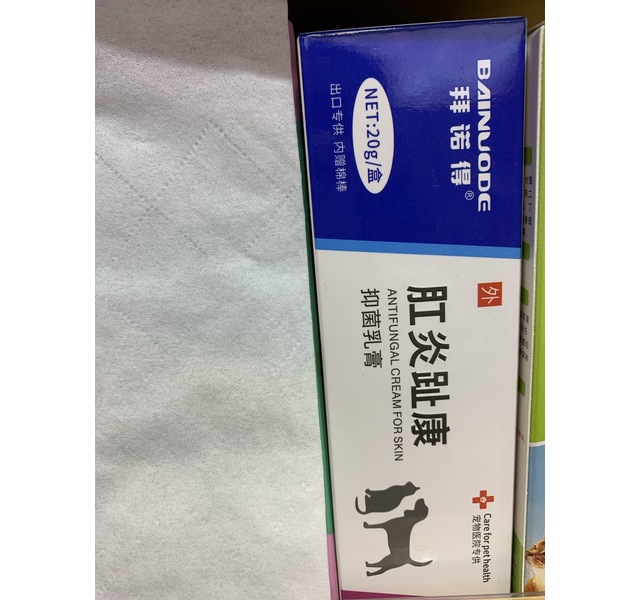 BAINUODE
拜诺得®
NET:20g/盒
出口专供 内赠棉棒
外
肛炎趾康
ANTIFUNGAL CREAM FOR SKIN
抑菌乳膏
Care for pet health
宠物医院专供